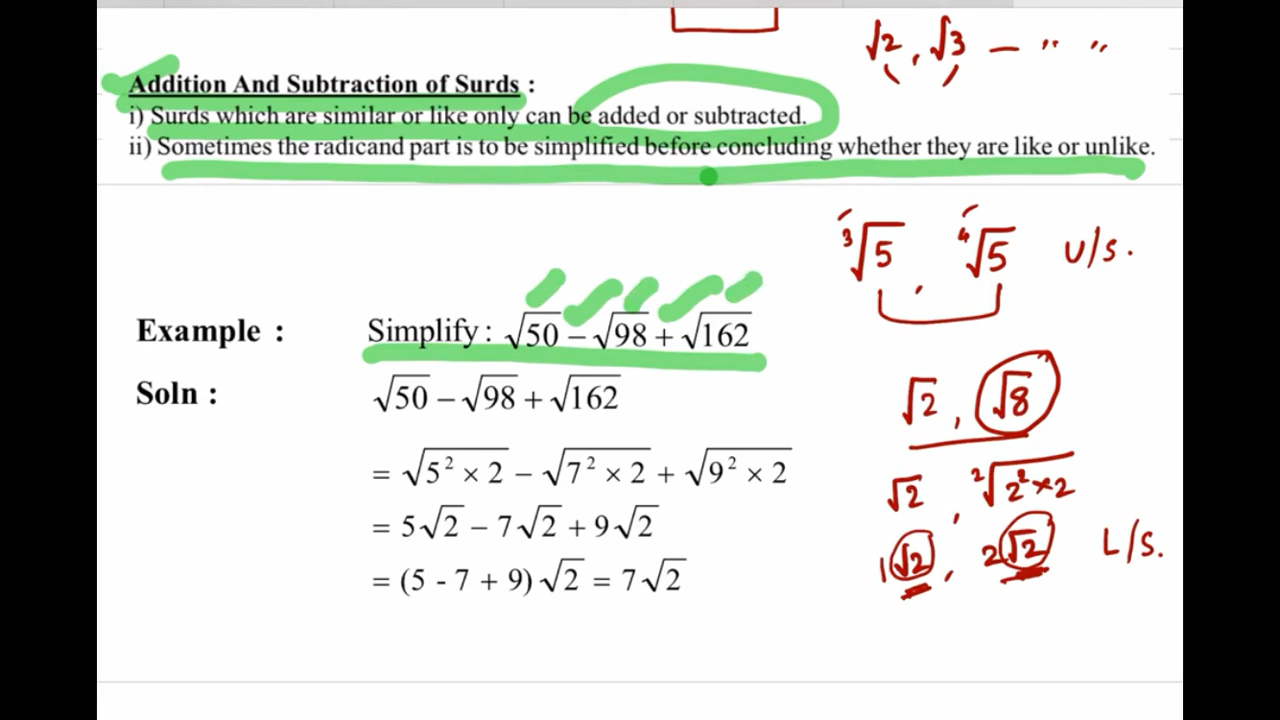 √2 , √3 — " "
Addition And Subtraction of Surds :
i) Surds which are similar or like only can be added or subtracted.
ii) Sometimes the radicand part is to be simplified before concluding whether they are like or unlike.
³√5 , ⁴√5 U/S.
Example : Simplify : √50 − √98 + √162
Soln : √50 − √98 + √162
√2 , √8
= √5² × 2 − √7² × 2 + √9² × 2
√2 , ²√2² × 2
= 5√2 − 7√2 + 9√2
1√2 , 2√2 L/S.
= (5 - 7 + 9) √2 = 7√2